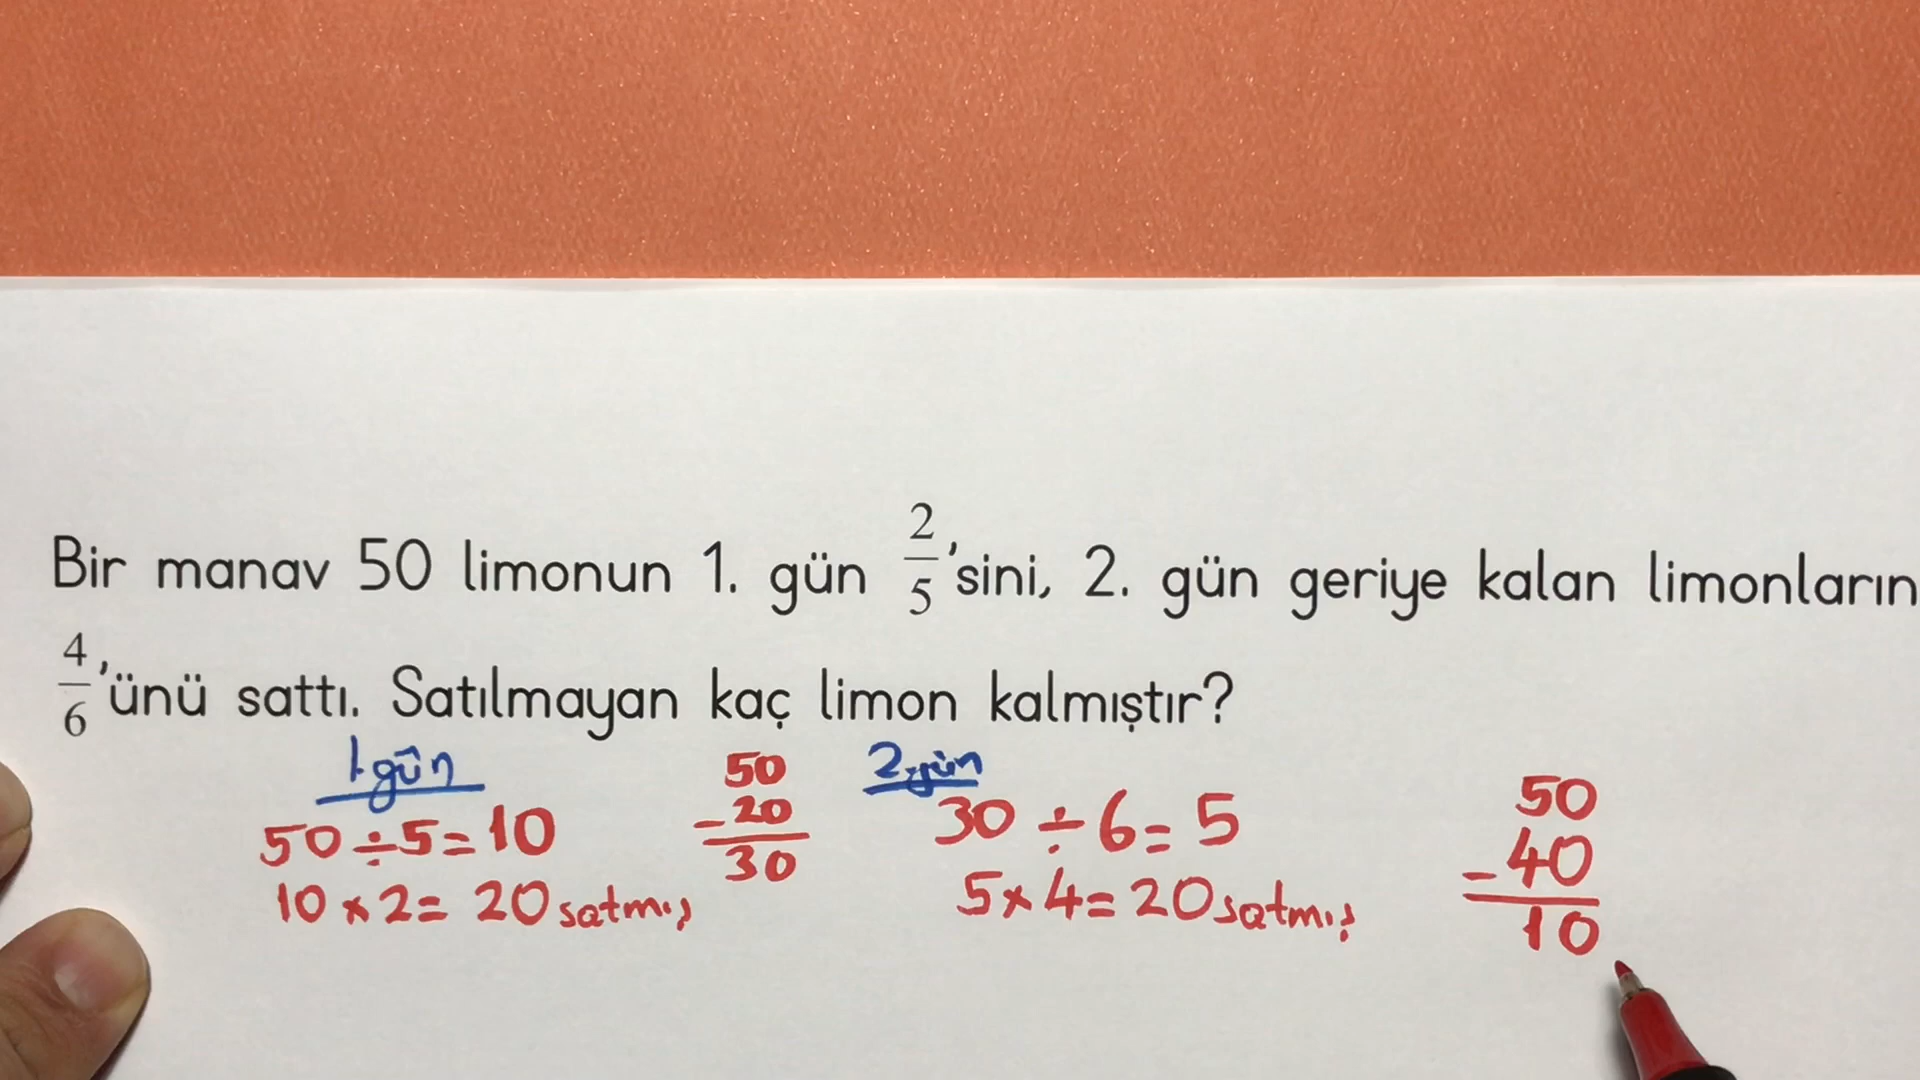 Bir manav 50 limonun 1. gün 2/5'sini, 2. gün geriye kalan limonların
4/6'ünü sattı. Satılmayan kaç limon kalmıştır?
1.gün
50÷5=10
10×2= 20 satmış
50
-20
30
2.gün
30÷6=5
5×4=20 satmış
50
-40
10